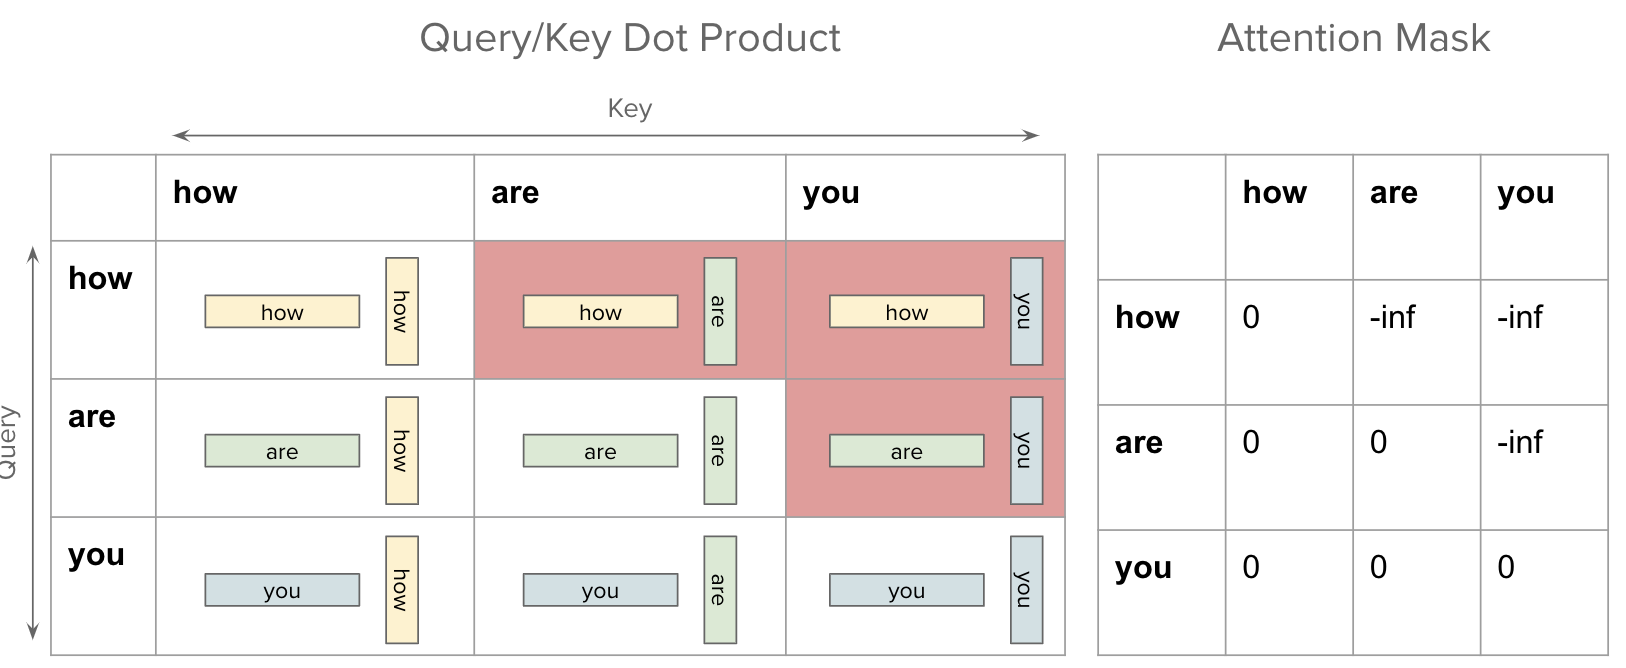 Query/Key Dot Product
Attention Mask
Key
Query
how are you
how how how how are how you
are are how are are are you
you you how you are you you
how are you
how 0 -inf -inf
are 0 0 -inf
you 0 0 0